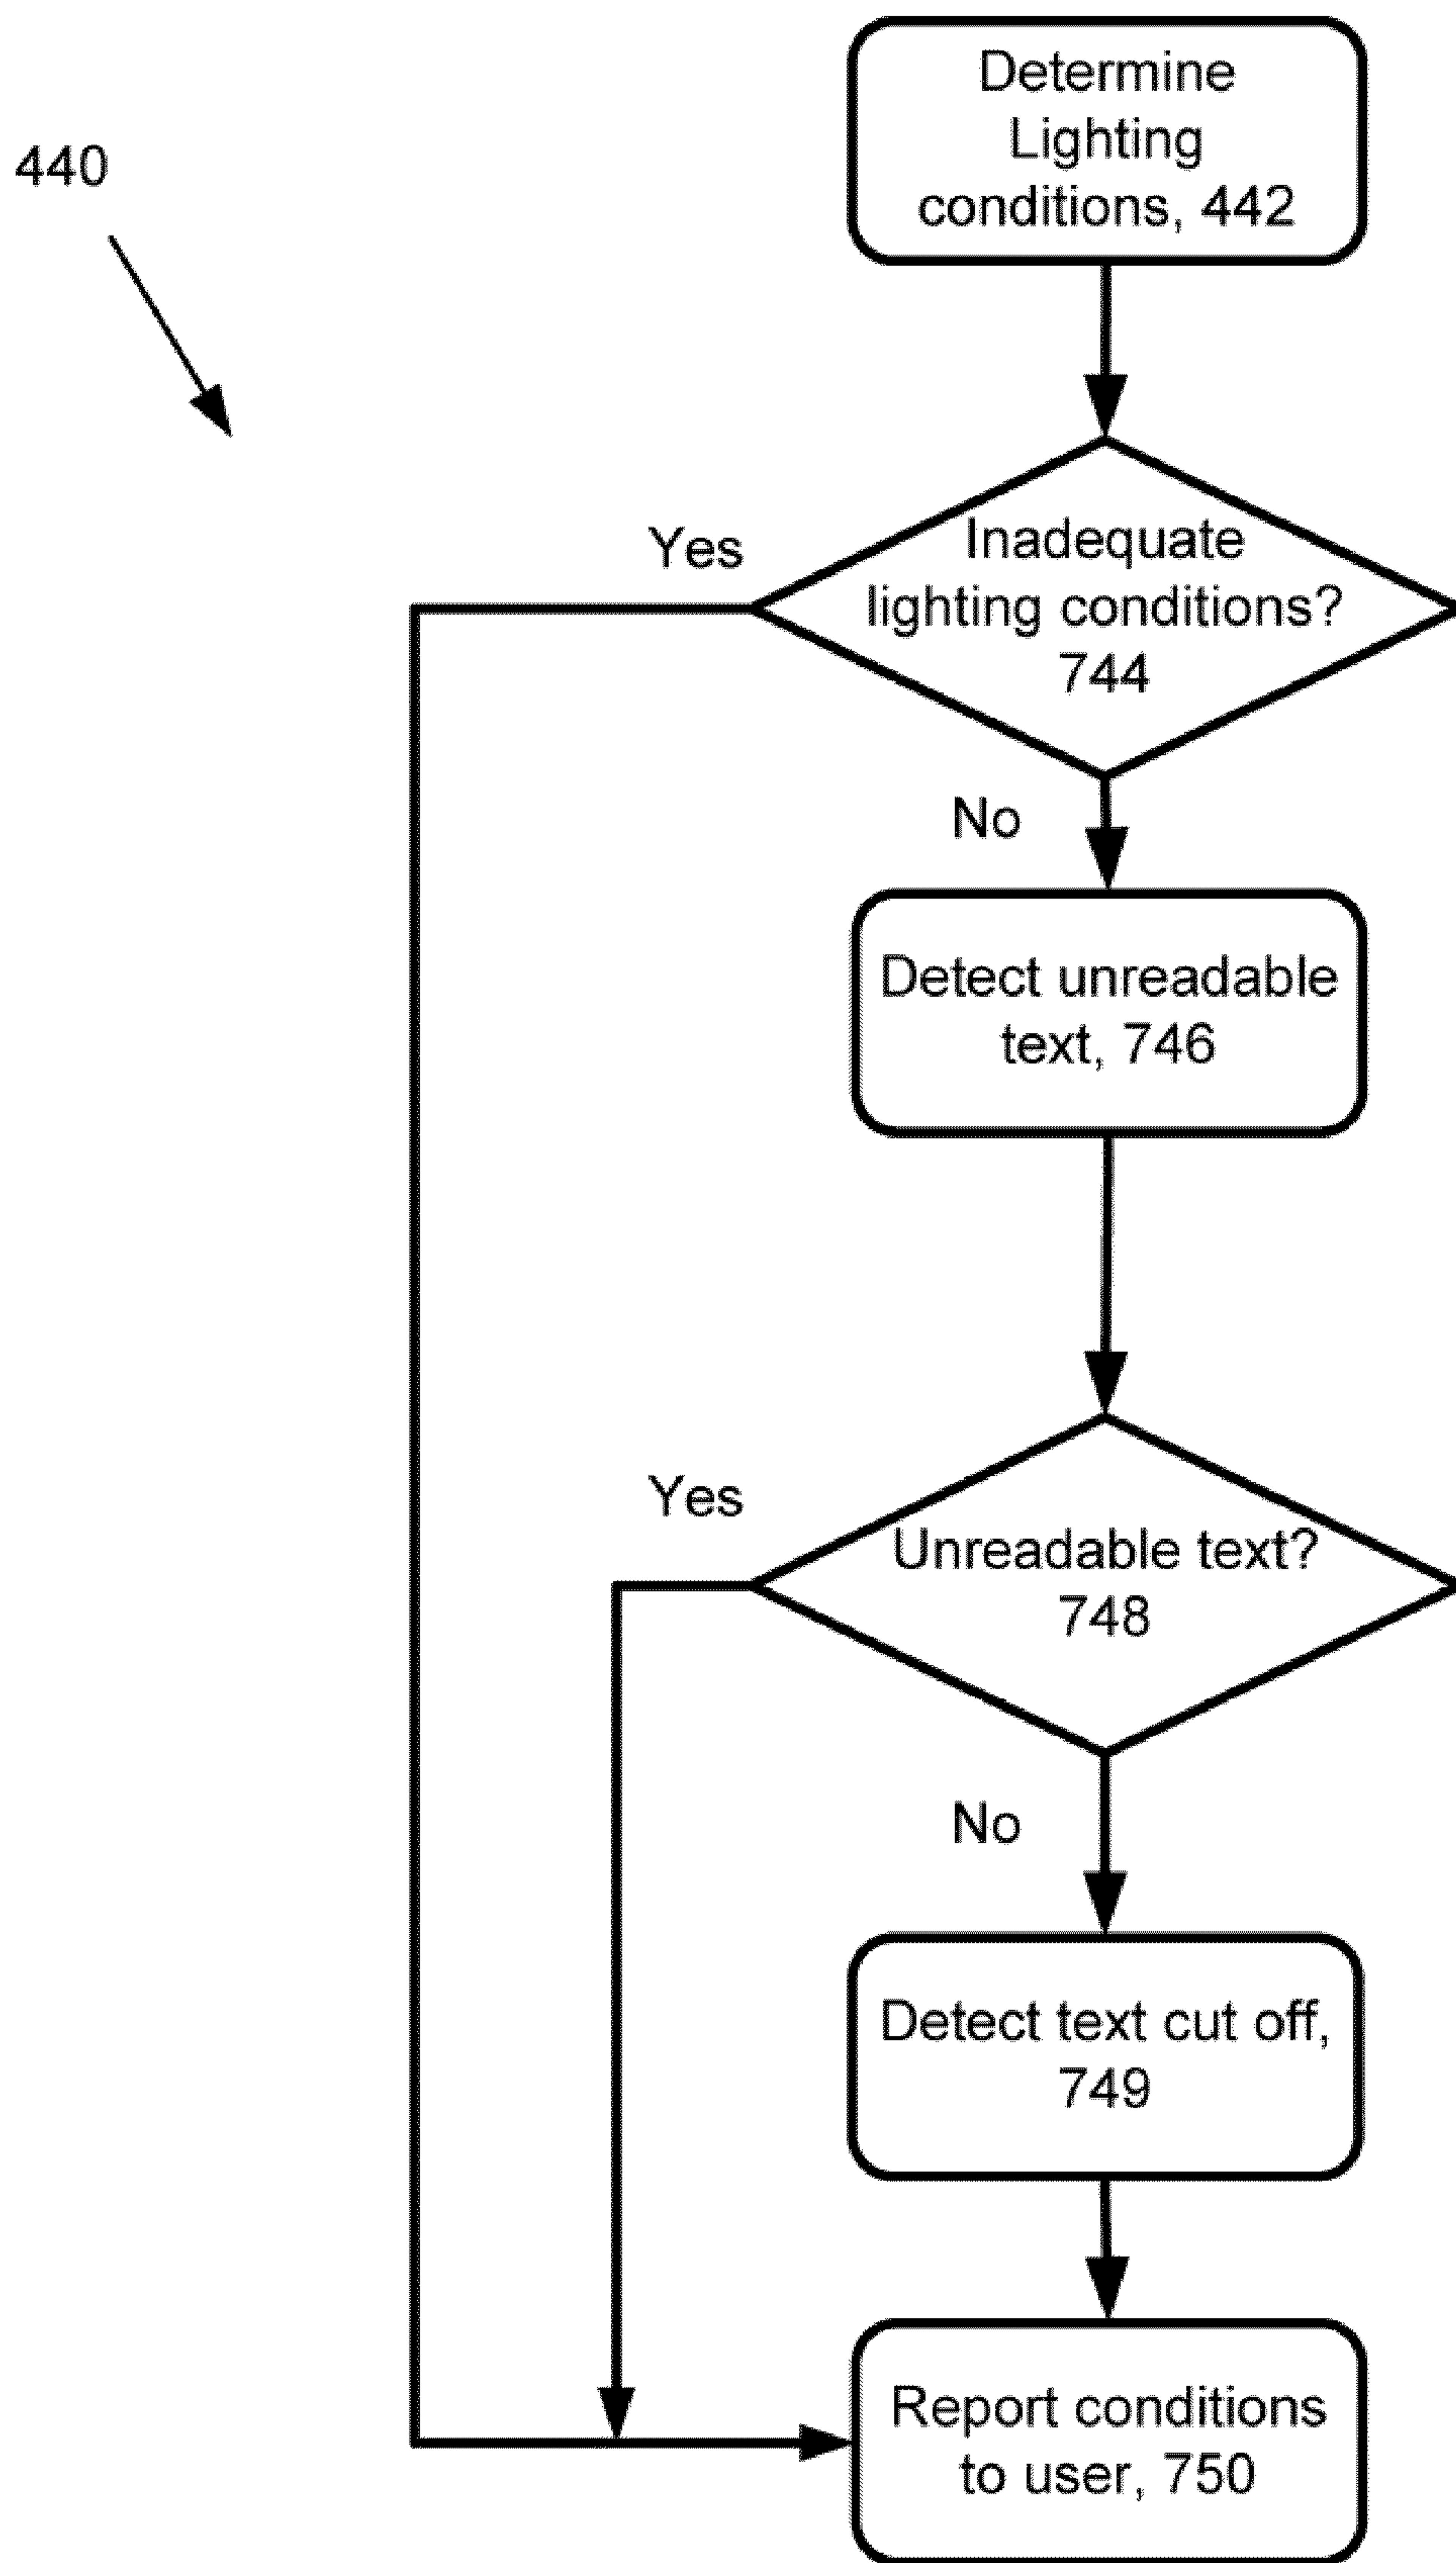 Determine
Lighting
conditions, 442
440
Inadequate
lighting conditions?
744
Yes
No
Detect unreadable
text, 746
Yes
Unreadable text?
748
No
Detect text cut off,
749
Report conditions
to user, 750